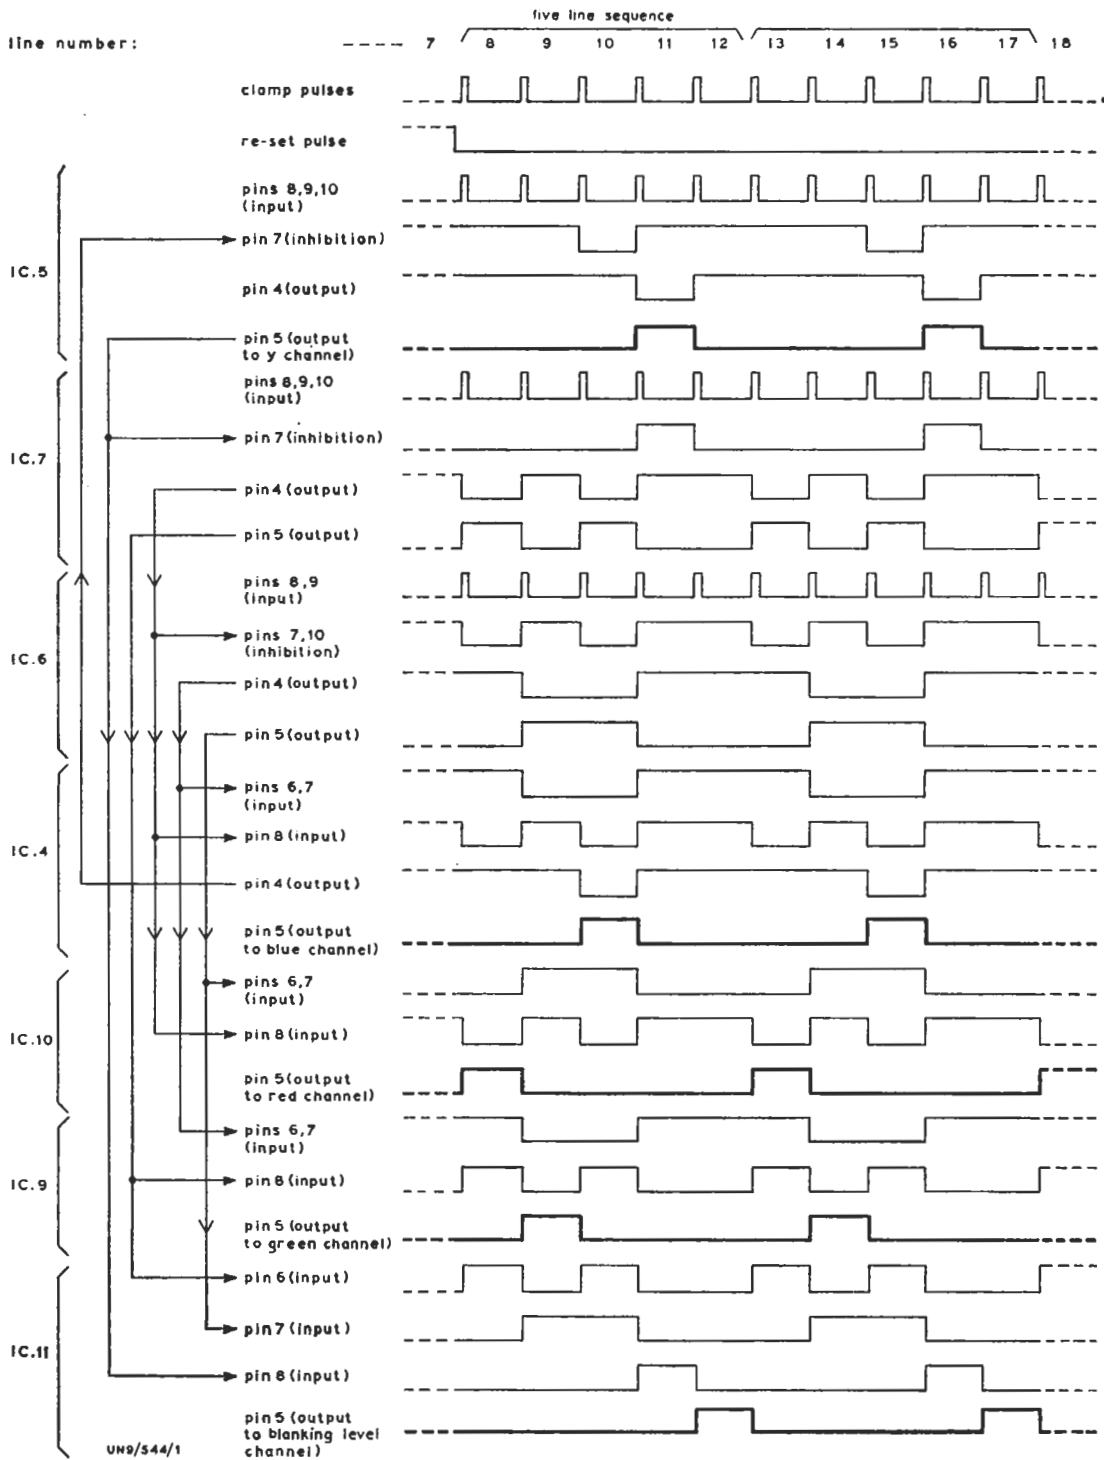 five line sequence
line number:
7 8 9 10 11 12 13 14 15 16 17 18
clamp pulses
re-set pulse
IC.5
pins 8,9,10
(input)
pin 7 (inhibition)
pin 4 (output)
pin 5 (output
to y channel)
IC.7
pins 8,9,10
(input)
pin 7 (inhibition)
pin 4 (output)
pin 5 (output)
IC.6
pins 8,9
(input)
pins 7,10
(inhibition)
pin 4 (output)
pin 5 (output)
IC.4
pins 6,7
(input)
pin 8 (input)
pin 4 (output)
pin 5 (output
to blue channel)
IC.10
pins 6,7
(input)
pin 8 (input)
pin 5 (output
to red channel)
IC.9
pins 6,7
(input)
pin 8 (input)
pin 5 (output
to green channel)
IC.11
pin 6 (input)
pin 7 (input)
pin 8 (input)
pin 5 (output
to blanking level
channel)
UN9/544/1